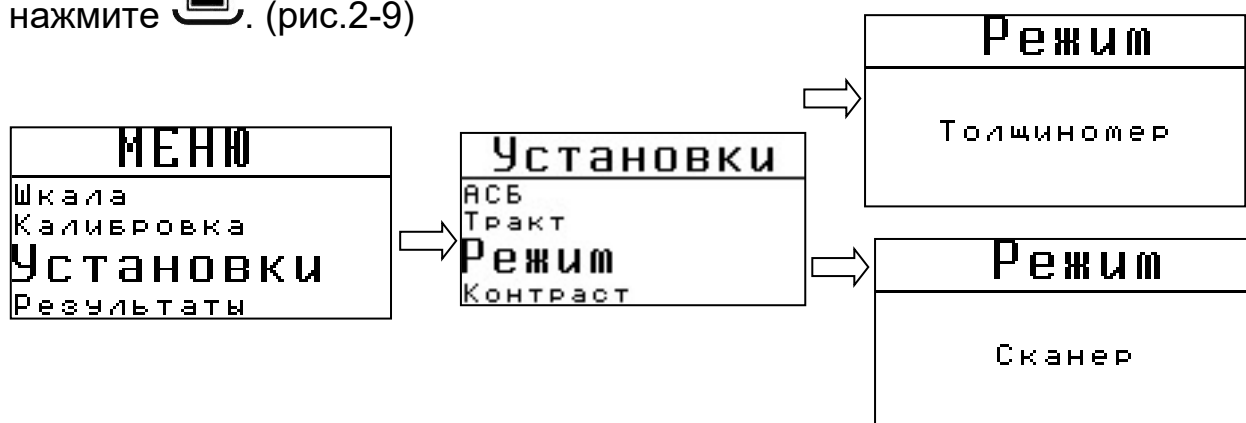 нажмите . (рис.2-9)
МЕНЮ
Шкала
Калибровка
Установки
Результаты
Установки
АСБ
Тракт
Режим
Контраст
Режим
Толщиномер
Режим
Сканер